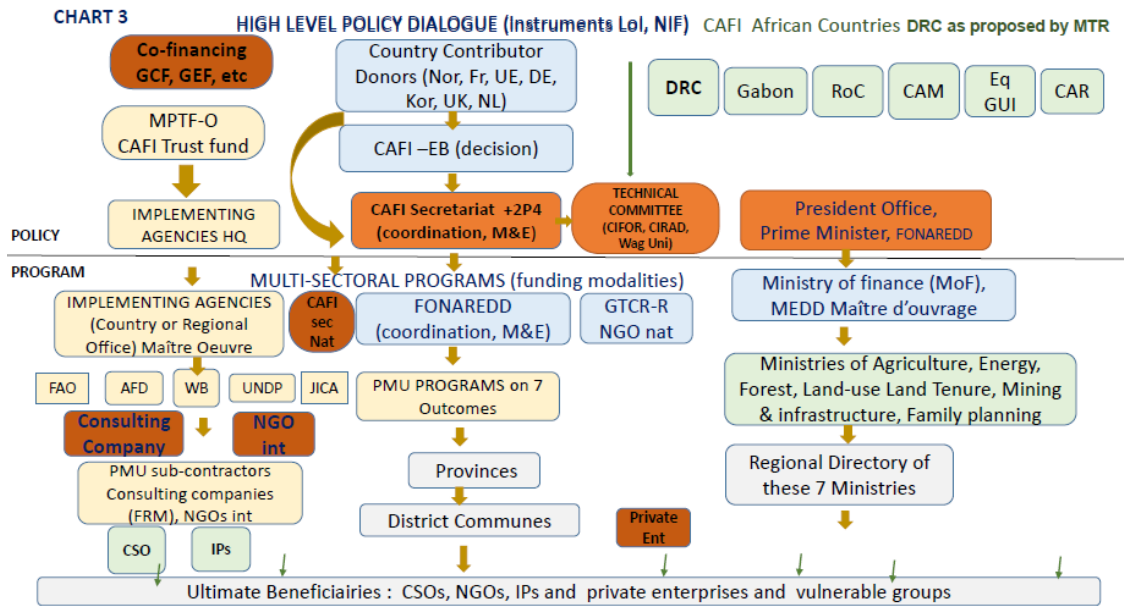 CHART 3
HIGH LEVEL POLICY DIALOGUE (instruments LoI, NIF)
CAFI African Countries DRC as proposed by MTR
Co-financing
GCF, GEF, etc
MPTF-O
CAFI Trust fund
IMPLEMENTING
AGENCIES HQ
Country Contributor
Donors (Nor, Fr, UE, DE,
Kor, UK, NL)
CAFI –EB (decision)
CAFI Secretariat +2P4
(coordination, M&E)
TECHNICAL
COMMITTEE
(CIFOR, CIRAD,
Wag Uni)
DRC
Gabon
RoC
CAM
Eq
GUI
CAR
President Office,
Prime Minister, FONAREDD
POLICY
PROGRAM
MULTI-SECTORAL PROGRAMS (funding modalities)
IMPLEMENTING AGENCIES
(Country or Regional
Office) Maître Oeuvre
CAFI
sec
Nat
FONAREDD
(coordination, M&E)
GTCR-R
NGO nat
Ministry of finance (MoF),
MEDD Maître d'ouvrage
FAO
AFD
WB
UNDP
JICA
PMU PROGRAMS on 7
Outcomes
Ministries of Agriculture, Energy,
Forest, Land-use Land Tenure, Mining
& infrastructure, Family planning
Consulting
Company
NGO
int
PMU sub-contractors
Consulting companies
(FRM), NGOs int
Provinces
District Communes
Regional Directory of
these 7 Ministries
CSO
IPs
Private
Ent
Ultimate Beneficiairies : CSOs, NGOs, IPs and private enterprises and vulnerable groups